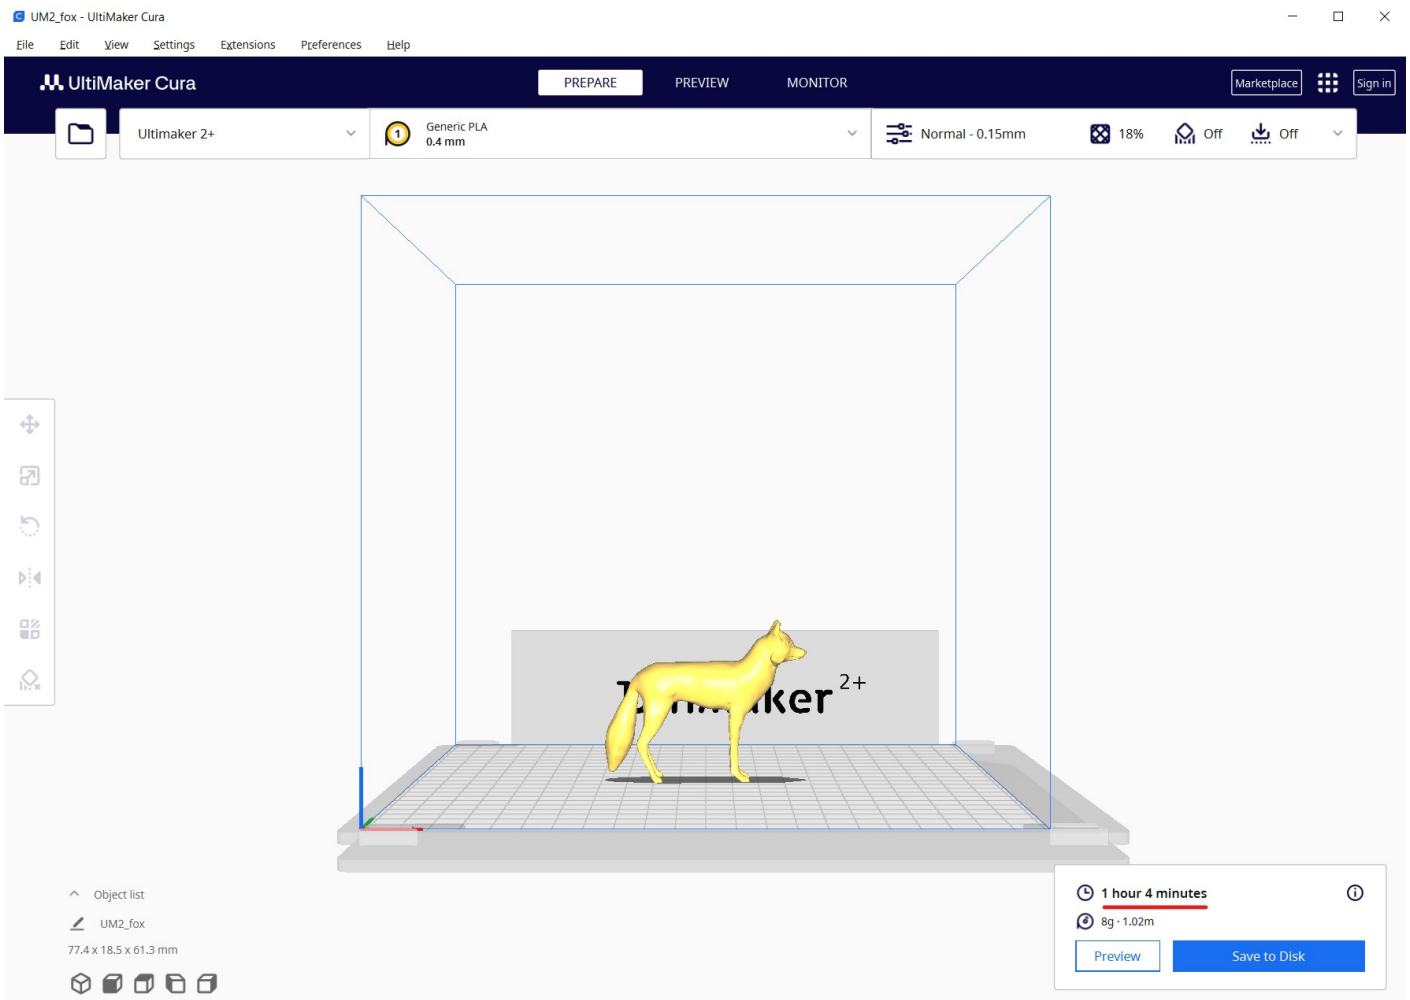 UM2_fox - UltiMaker Cura
File Edit View Settings Extensions Preferences Help
UltiMaker Cura
PREPARE PREVIEW MONITOR
Marketplace
Sign in
Ultimaker 2+
1
Generic PLA
0.4 mm
Normal - 0.15mm
18%
Off
Off
ker 2+
Object list
UM2_fox
77.4 x 18.5 x 61.3 mm
1 hour 4 minutes
8g · 1.02m
Preview
Save to Disk